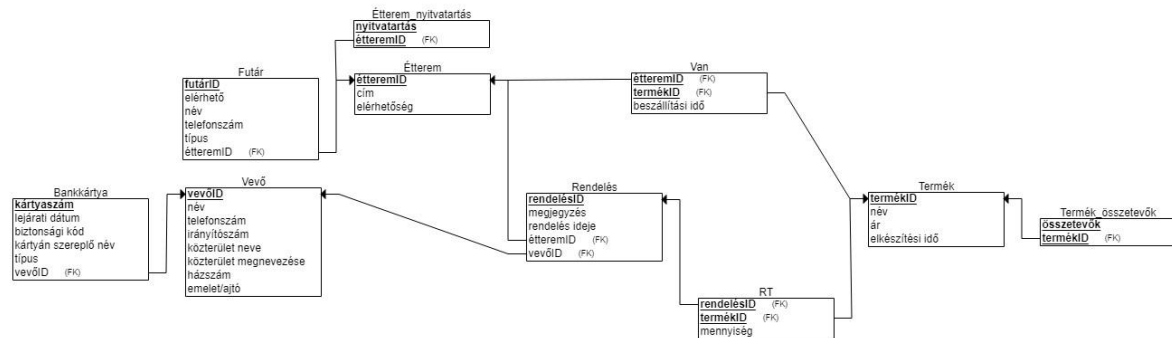 Étterem_nyitvatartás
nyitvatartás
étteremID (FK)
Futár
futárID
elérhető
név
telefonszám
típus
étteremID (FK)
Étterem
étteremID
cím
elérhetőség
Van
étteremID (FK)
termékID (FK)
beszállítási idő
Bankkártya
kártyaszám
lejárati dátum
biztonsági kód
kártyán szereplő név
típus
vevőID (FK)
Vevő
vevőID
név
telefonszám
irányítószám
közterület neve
közterület megnevezése
házszám
emelet/ajtó
Rendelés
rendelésID
megjegyzés
rendelés ideje
étteremID (FK)
vevőID (FK)
Termék
termékID
név
ár
elkészítési idő
Termék_összetevők
összetevők
termékID (FK)
RT
rendelésID (FK)
termékID (FK)
mennyiség